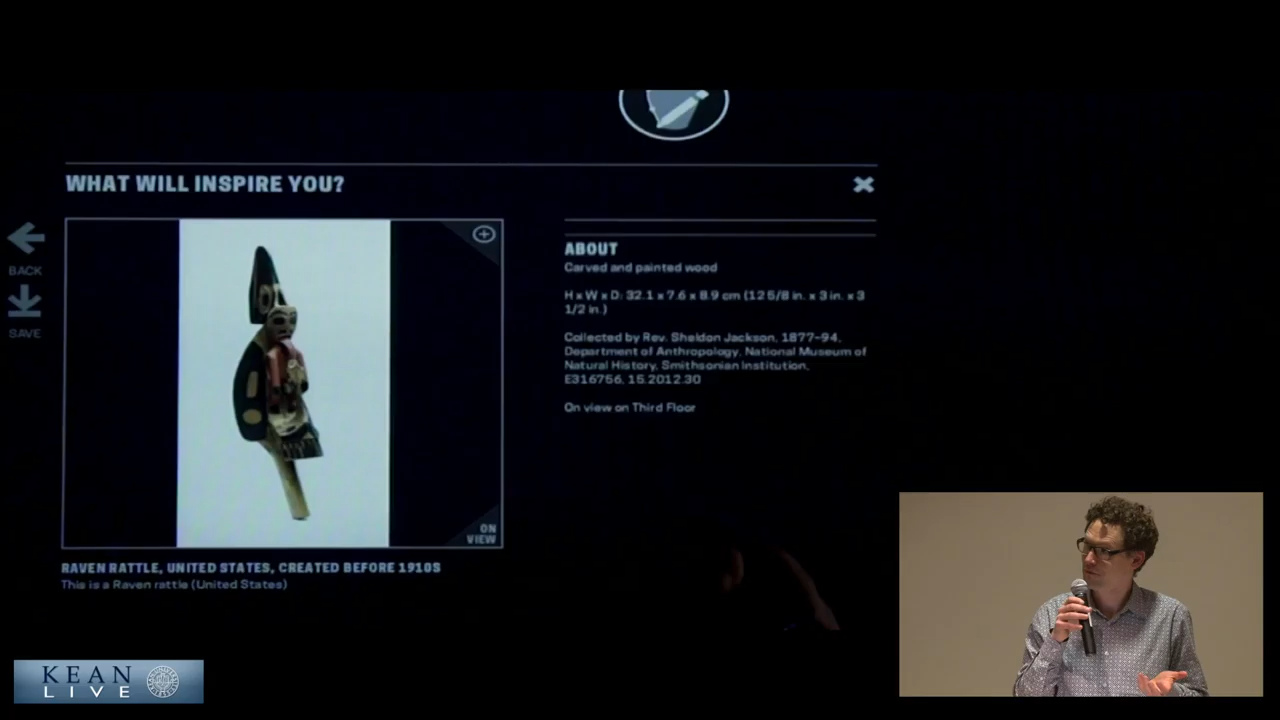 WHAT WILL INSPIRE YOU?
BACK
SAVE
ON
VIEW
RAVEN RATTLE, UNITED STATES, CREATED BEFORE 1910S
This is a Raven rattle (United States)
ABOUT
Carved and painted wood
H x W x D: 32.1 x 7.6 x 8.9 cm (12 5/8 in. x 3 in. x 3
1/2 in.)
Collected by Rev. Sheldon Jackson, 1877–94,
Department of Anthropology, National Museum of
Natural History, Smithsonian Institution,
E316756, 15.2012.30
On view on Third Floor
KEAN
LIVE